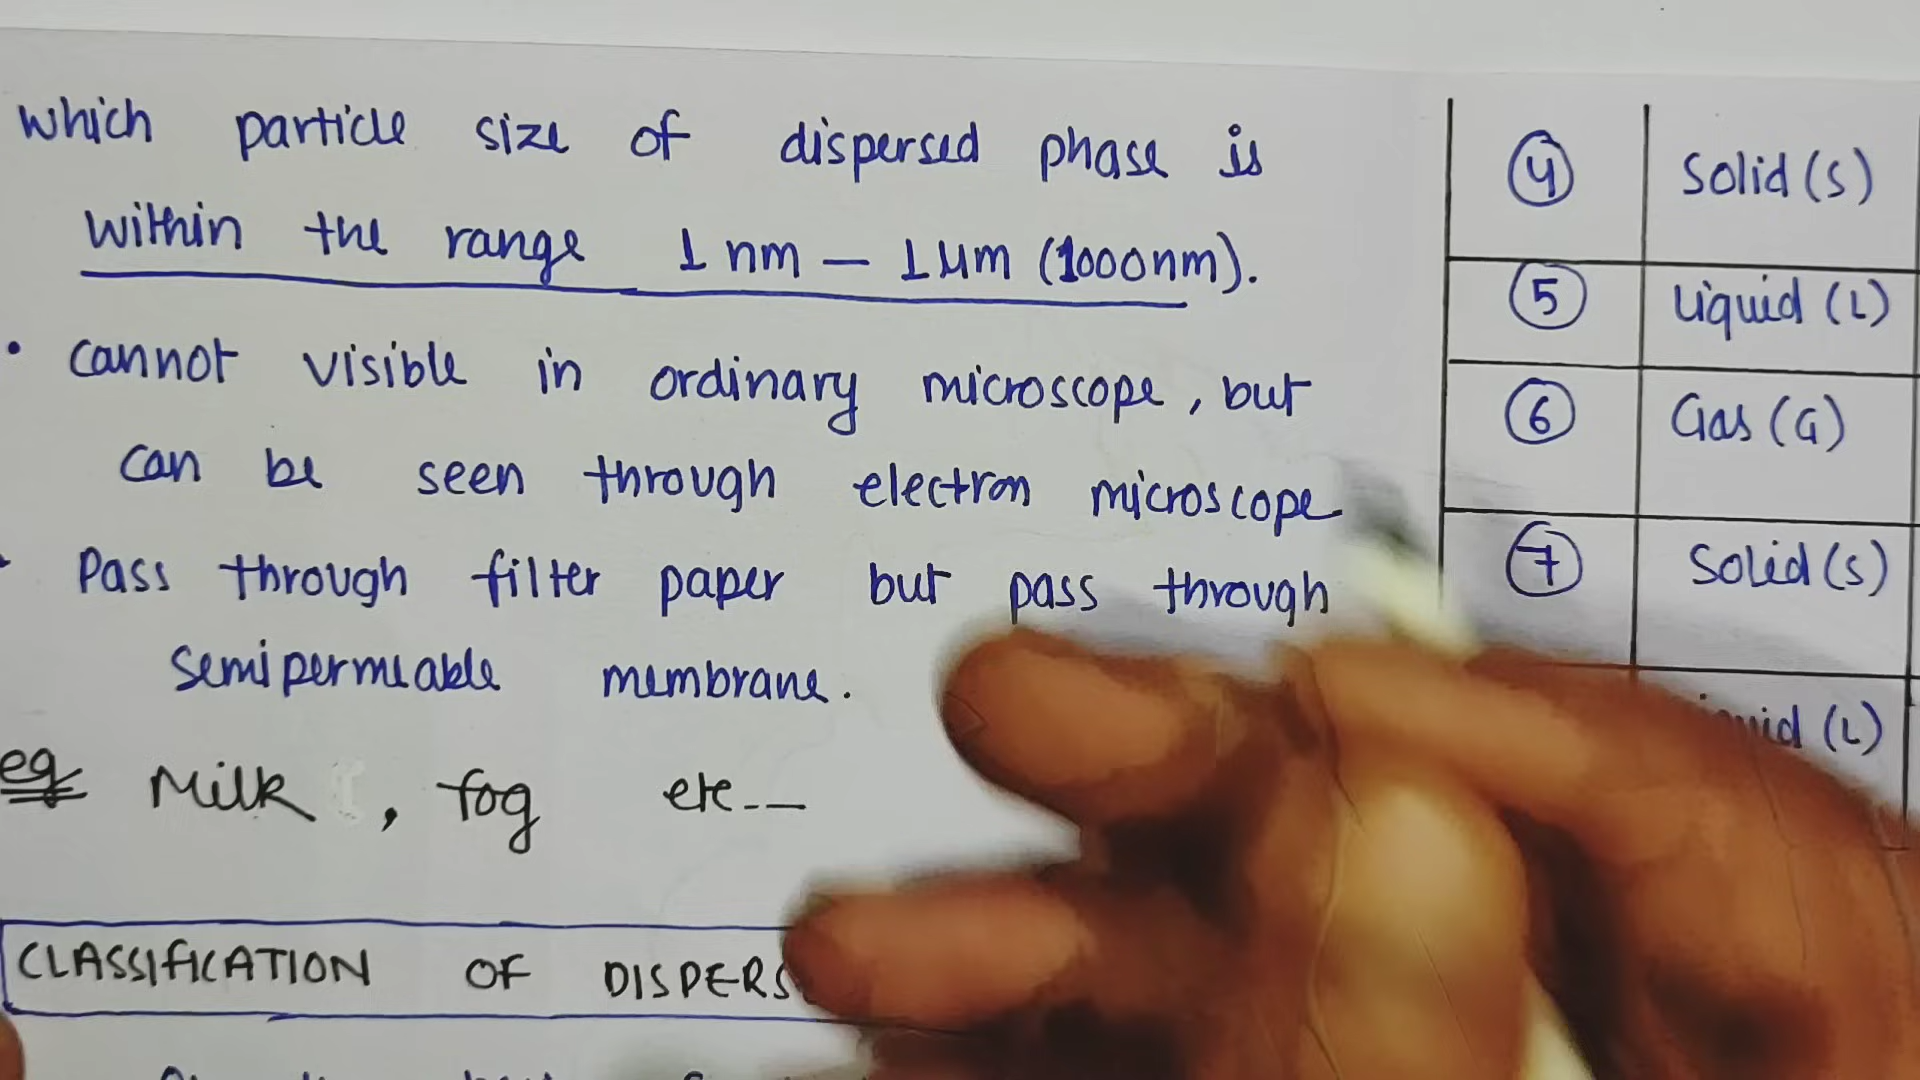 which particle size of dispersed phase is
within the range 1 nm – 1 µm (1000nm).
• cannot visible in ordinary microscope, but
can be seen through electron microscope
• Pass through filter paper but pass through
semipermeable membrane.
eg Milk, fog etc--
CLASSIFICATION OF DISPERS
4 Solid (S)
5 Liquid (L)
6 Gas (G)
7 Solid (S)
(L)